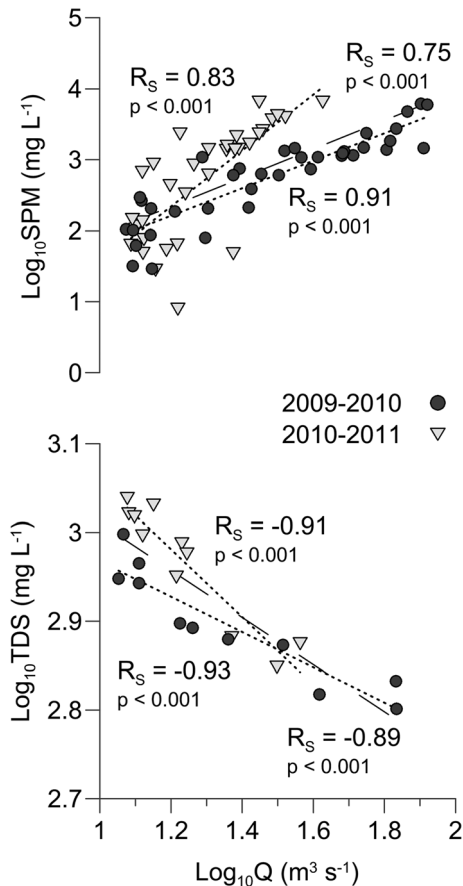 5
4
3
2
1
0
Log10SPM (mg L-1)
RS = 0.83
p < 0.001
RS = 0.75
p < 0.001
RS = 0.91
p < 0.001
2009-2010
2010-2011
3.1
3
2.9
2.8
2.7
Log10TDS (mg L-1)
RS = -0.91
p < 0.001
RS = -0.93
p < 0.001
RS = -0.89
p < 0.001
1 1.2 1.4 1.6 1.8 2
Log10Q (m3 s-1)